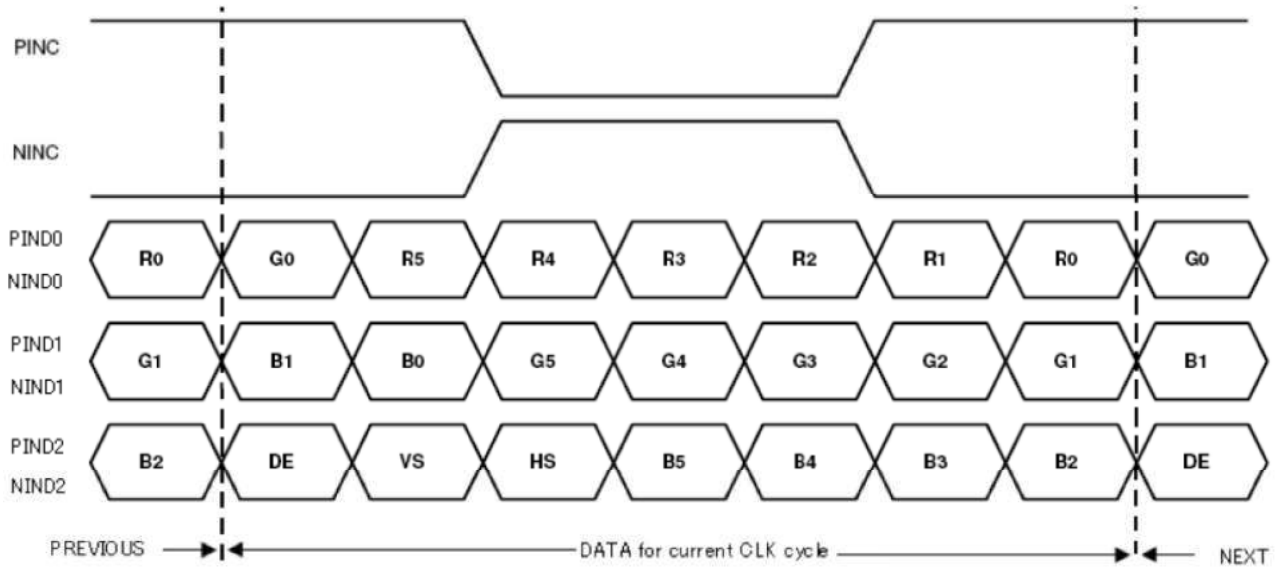 PINC
NINC
PIND0
NIND0
R0 G0 R5 R4 R3 R2 R1 R0 G0
PIND1
NIND1
G1 B1 B0 G5 G4 G3 G2 G1 B1
PIND2
NIND2
B2 DE VS HS B5 B4 B3 B2 DE
PREVIOUS DATA for current CLK cycle NEXT